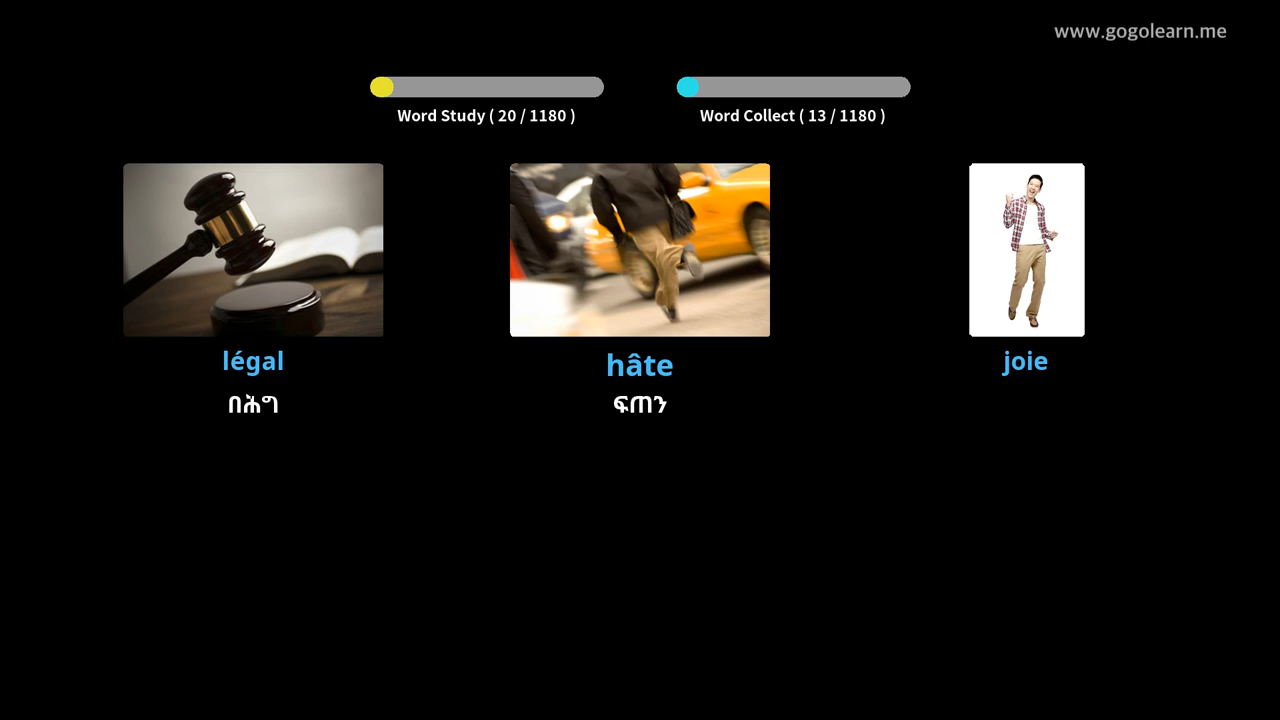 www.gogolearn.me
Word Study ( 20 / 1180 )
Word Collect ( 13 / 1180 )
légal
hâte
joie
በሕግ
ፍጠን